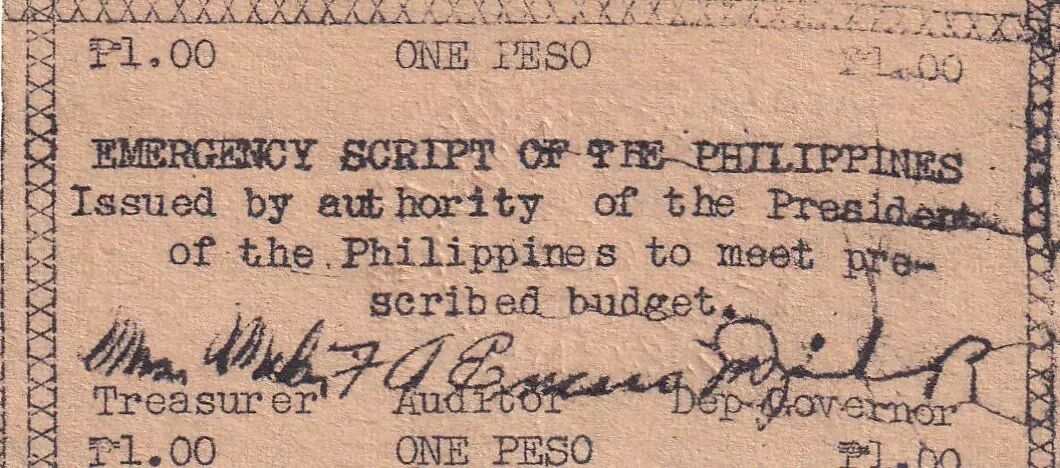 ₱1.00 ONE PESO ₱1.00
EMERGENCY SCRIPT OF THE PHILIPPINES
Issued by authority of the President
of the Philippines to meet pre-
scribed budget.
Treasurer Auditor Dep Governor
₱1.00 ONE PESO ₱1.00